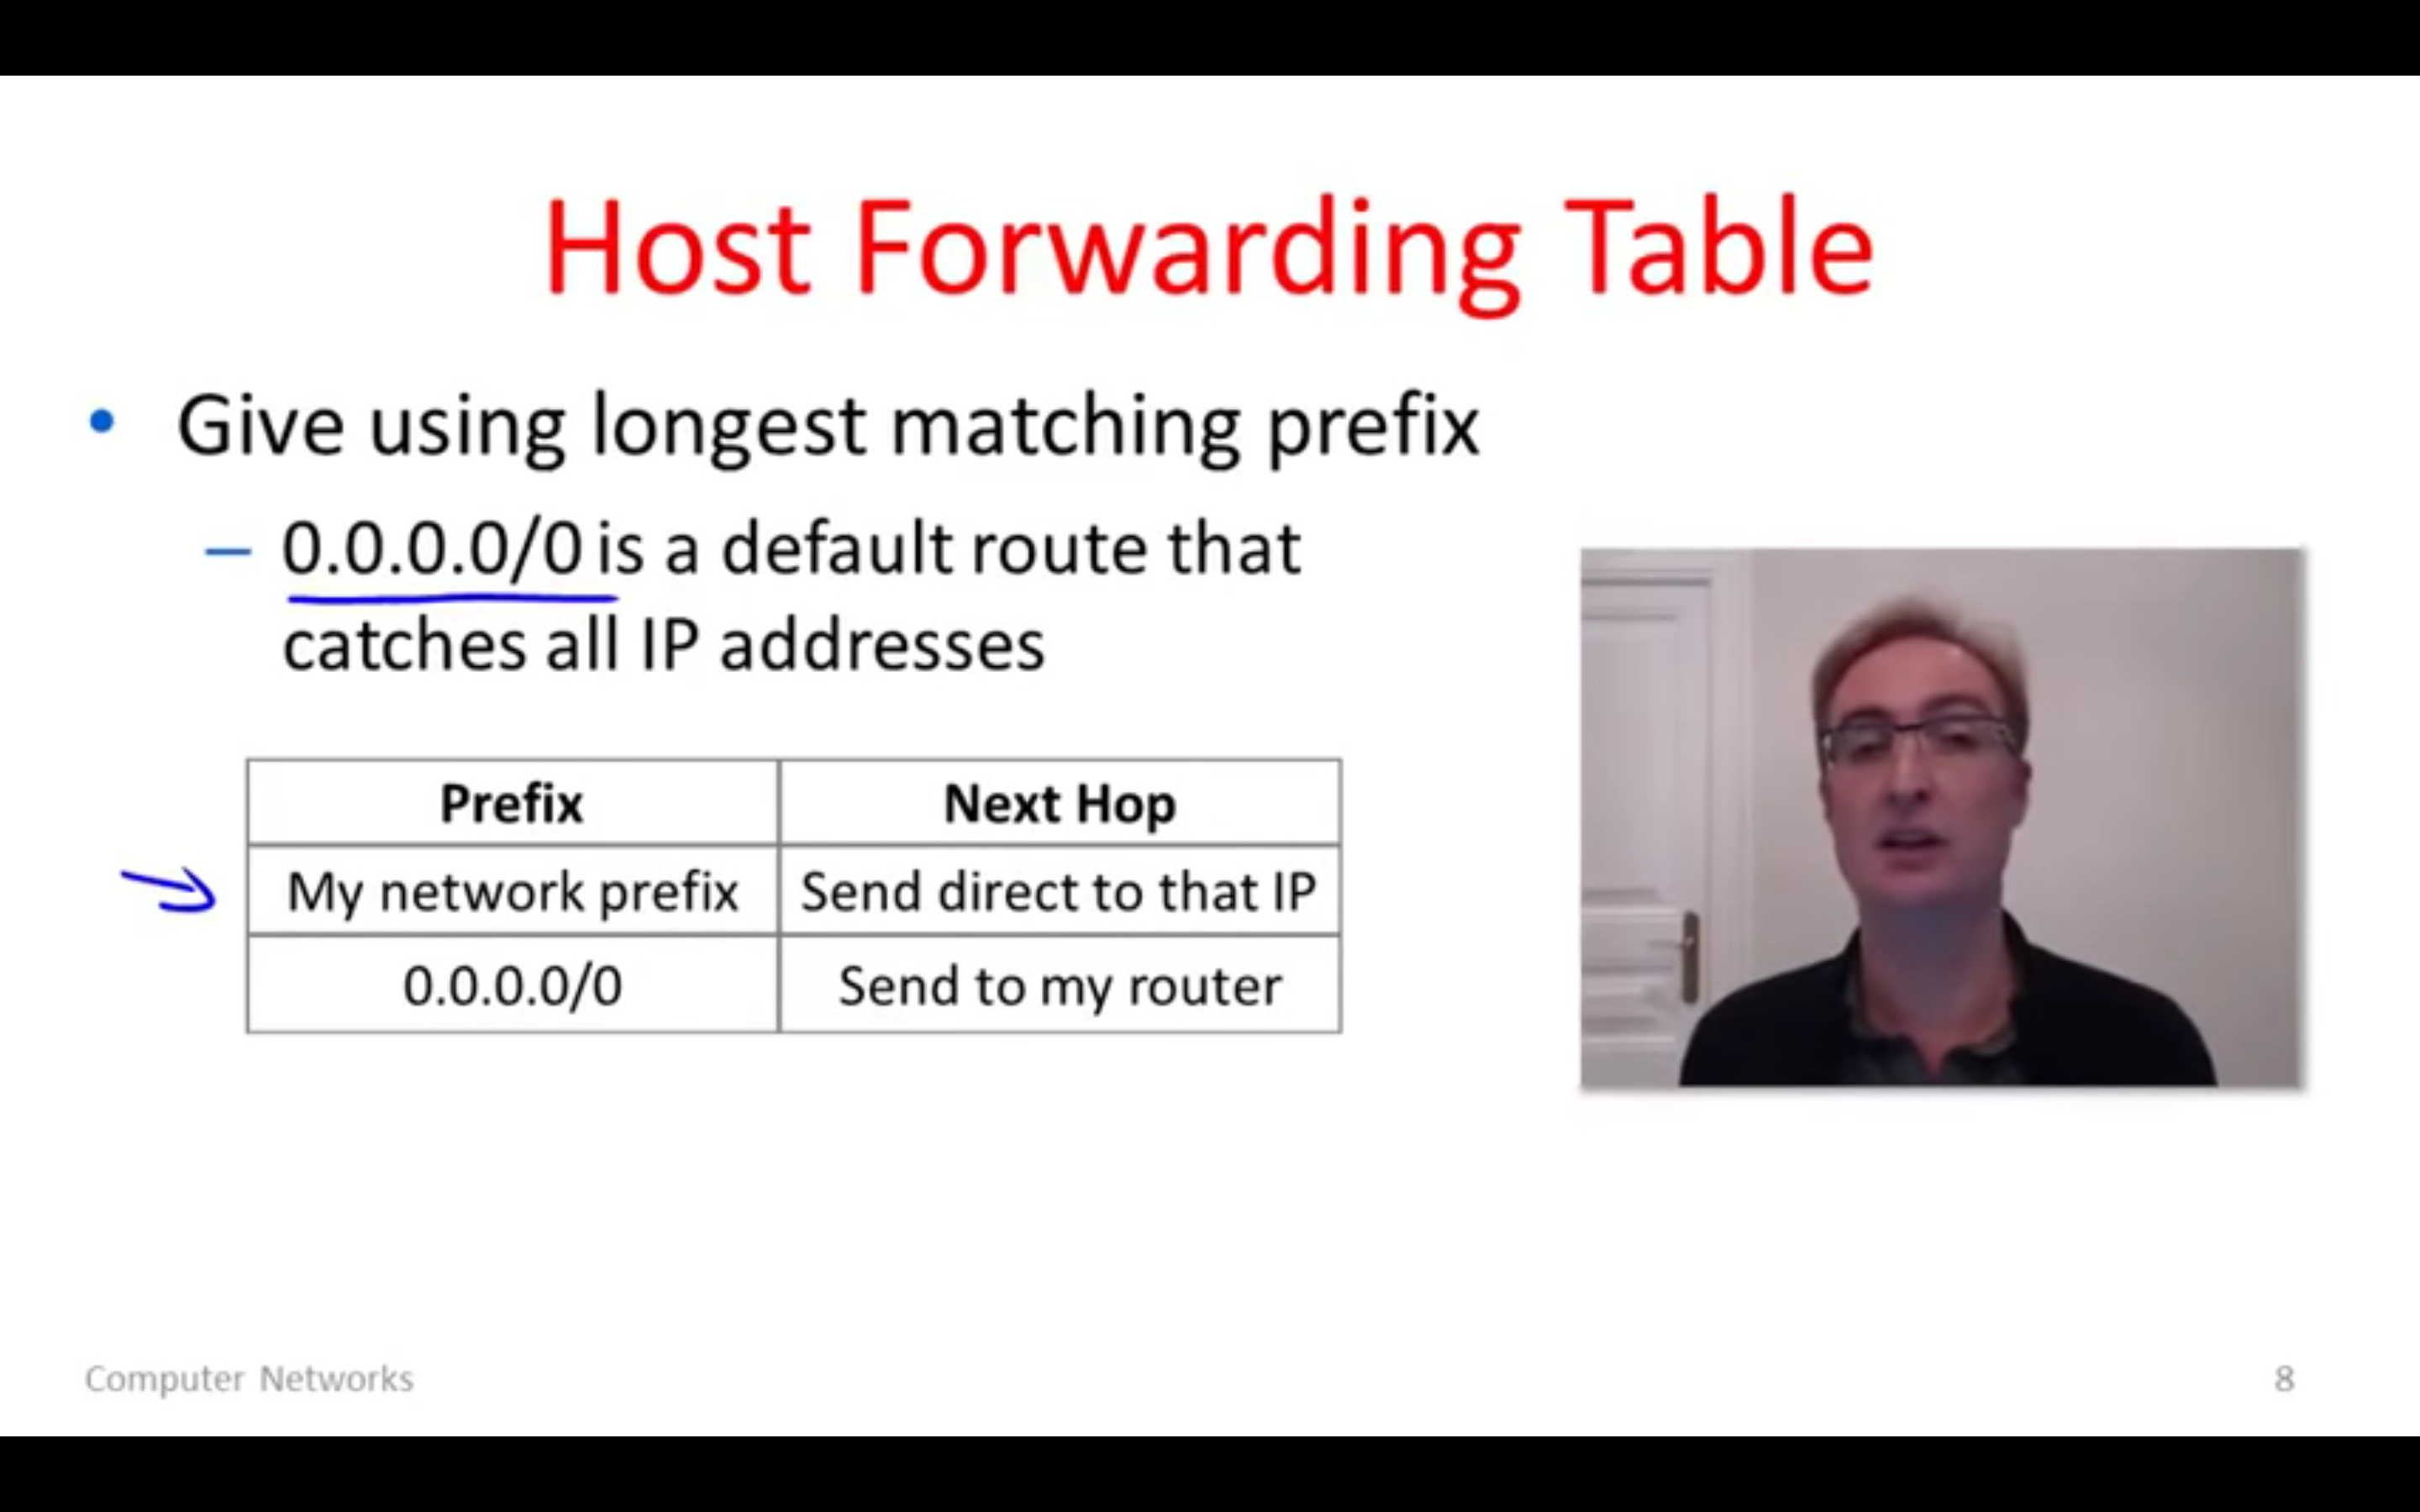 Host Forwarding Table
• Give using longest matching prefix
– 0.0.0.0/0 is a default route that
catches all IP addresses
Prefix Next Hop
My network prefix Send direct to that IP
0.0.0.0/0 Send to my router
Computer Networks 8